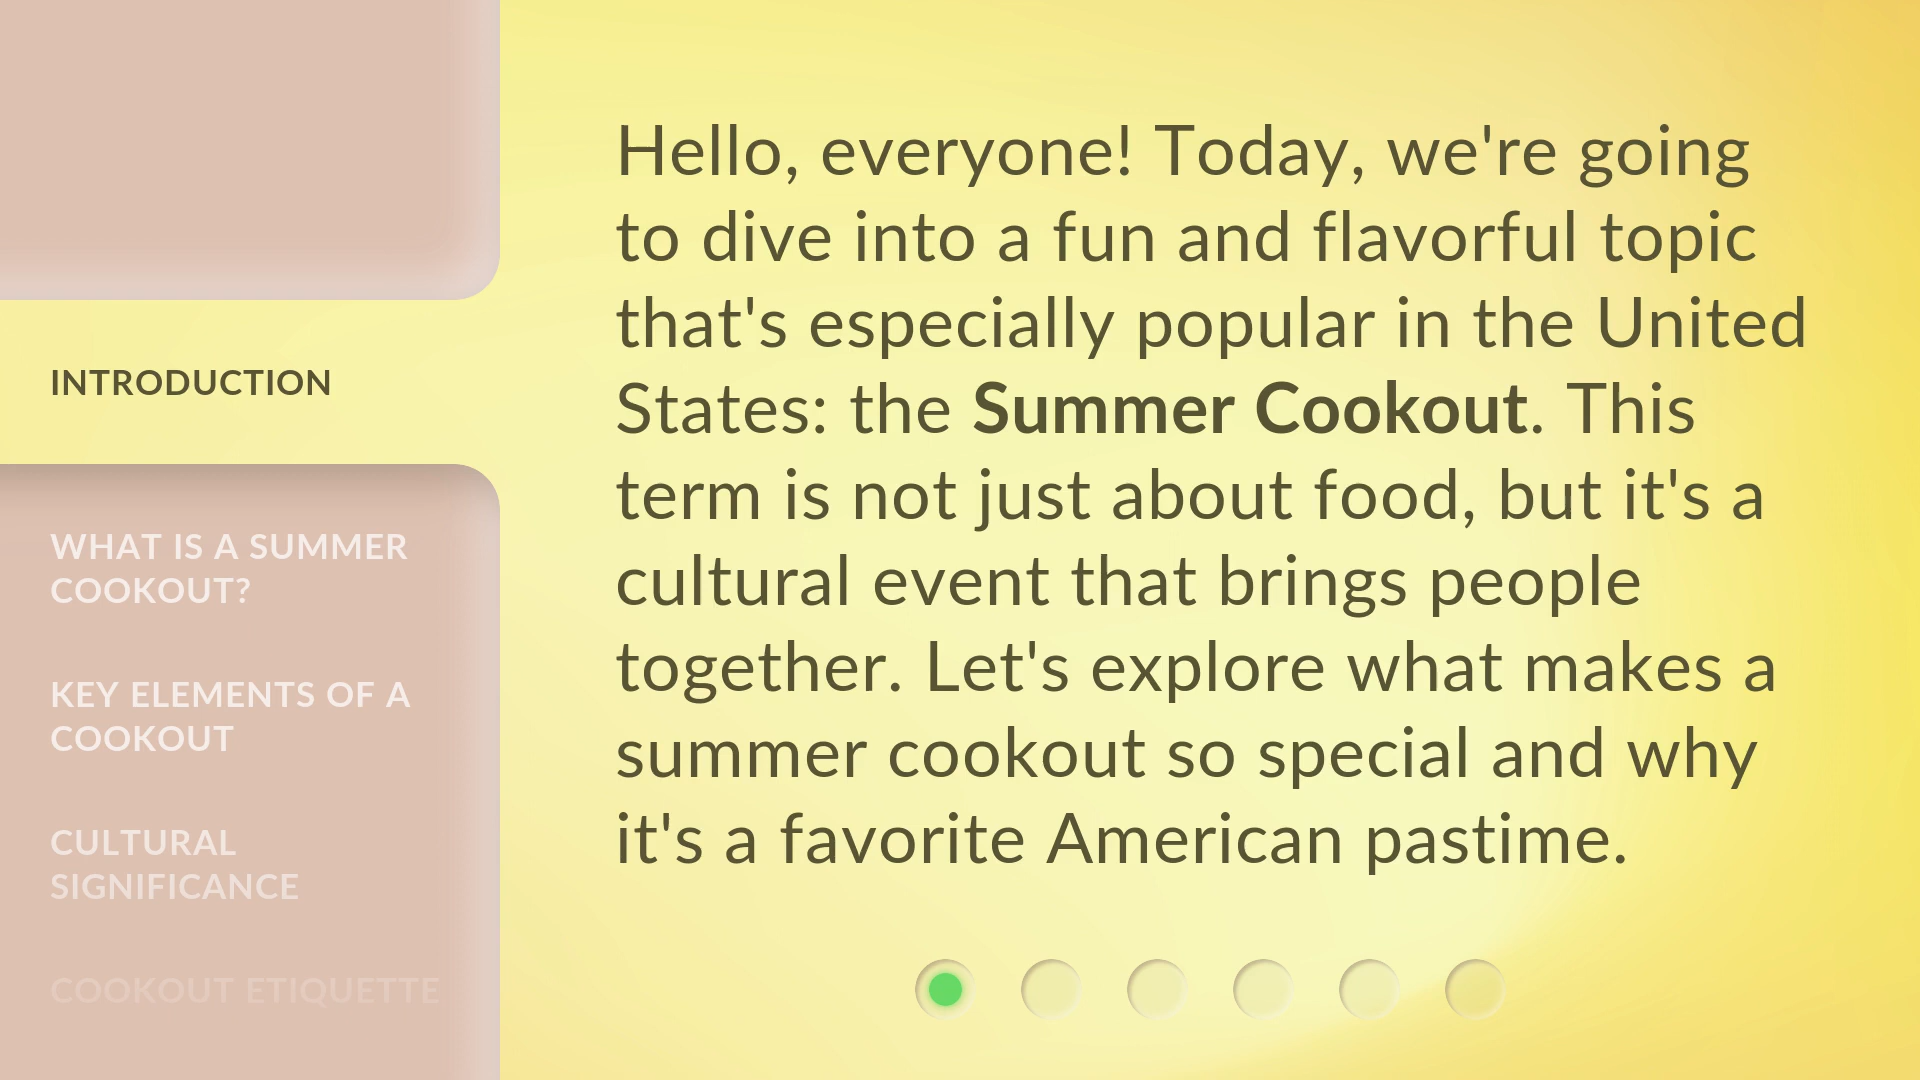 INTRODUCTION
WHAT IS A SUMMER
COOKOUT?
KEY ELEMENTS OF A
COOKOUT
CULTURAL
SIGNIFICANCE
COOKOUT ETIQUETTE
Hello, everyone! Today, we're going
to dive into a fun and flavorful topic
that's especially popular in the United
States: the Summer Cookout. This
term is not just about food, but it's a
cultural event that brings people
together. Let's explore what makes a
summer cookout so special and why
it's a favorite American pastime.